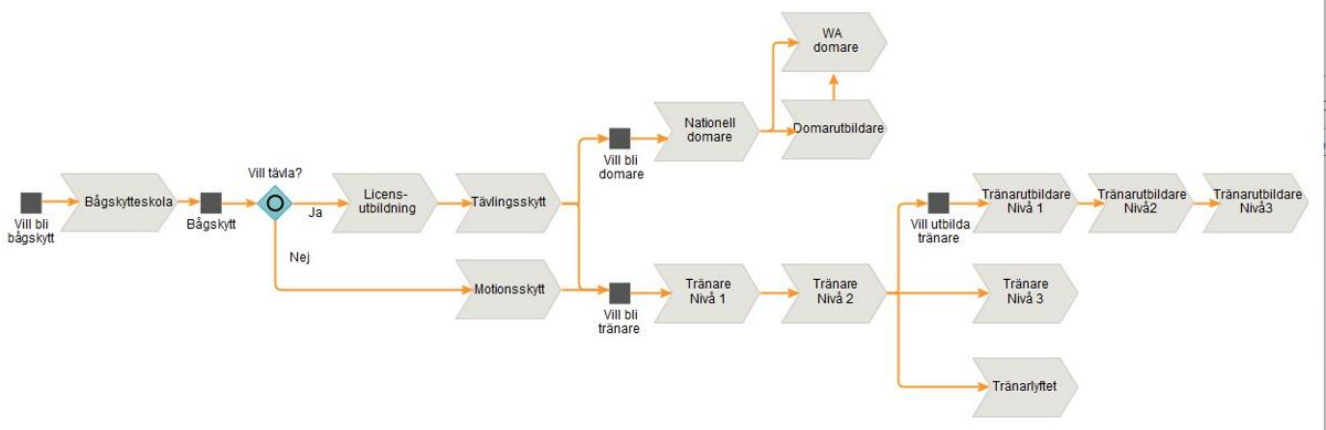 WA
domare
Nationell
domare
Domarutbildare
Vill bli
domare
Vill tävla?
Bågskytteskola
Licens-
utbildning
Tävlingsskytt
Ja
Vill bli
bågskytt
Bågskytt
Nej
Tränarutbildare
Nivå 1
Tränarutbildare
Nivå2
Tränarutbildare
Nivå3
Vill utbilda
tränare
Motionsskytt
Vill bli
tränare
Tränare
Nivå 1
Tränare
Nivå 2
Tränare
Nivå 3
Tränarlyftet